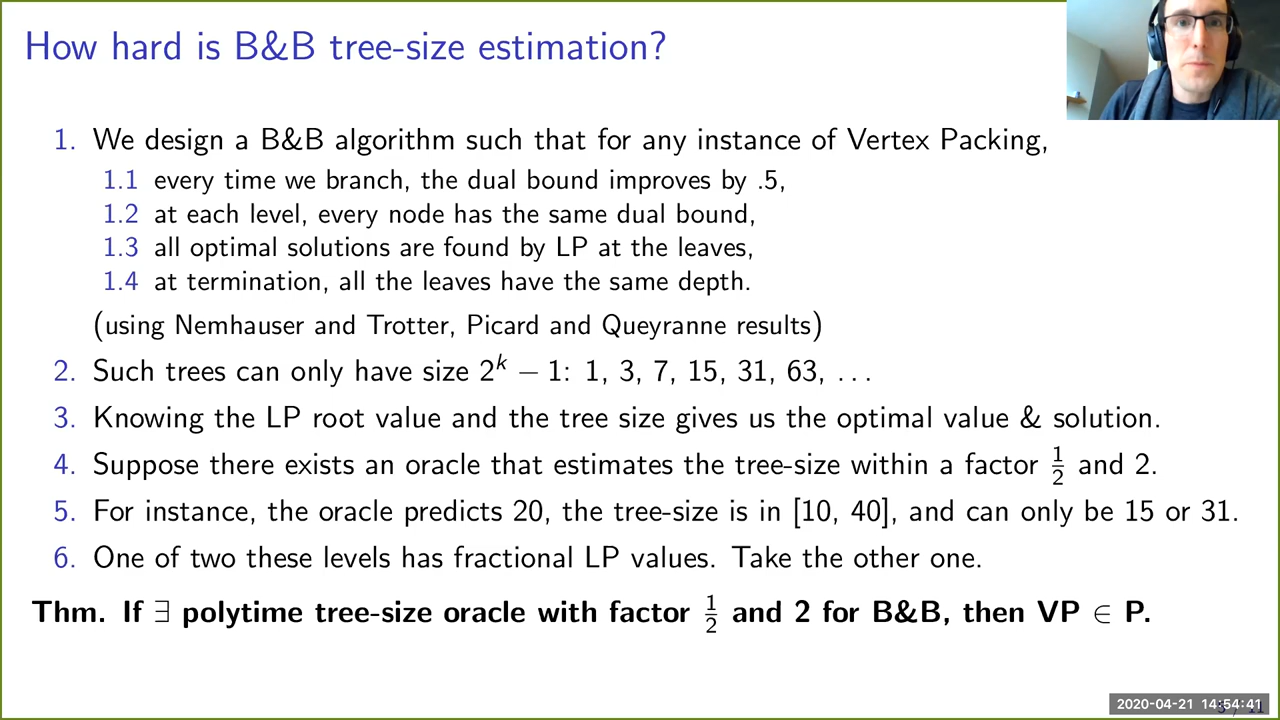 How hard is B&B tree-size estimation?
1. We design a B&B algorithm such that for any instance of Vertex Packing,
1.1 every time we branch, the dual bound improves by .5,
1.2 at each level, every node has the same dual bound,
1.3 all optimal solutions are found by LP at the leaves,
1.4 at termination, all the leaves have the same depth.
(using Nemhauser and Trotter, Picard and Queyranne results)
2. Such trees can only have size 2^k − 1: 1, 3, 7, 15, 31, 63, ...
3. Knowing the LP root value and the tree size gives us the optimal value & solution.
4. Suppose there exists an oracle that estimates the tree-size within a factor 1/2 and 2.
5. For instance, the oracle predicts 20, the tree-size is in [10, 40], and can only be 15 or 31.
6. One of two these levels has fractional LP values. Take the other one.
Thm. If ∃ polytime tree-size oracle with factor 1/2 and 2 for B&B, then VP ∈ P.
2020-04-21 14:54:41